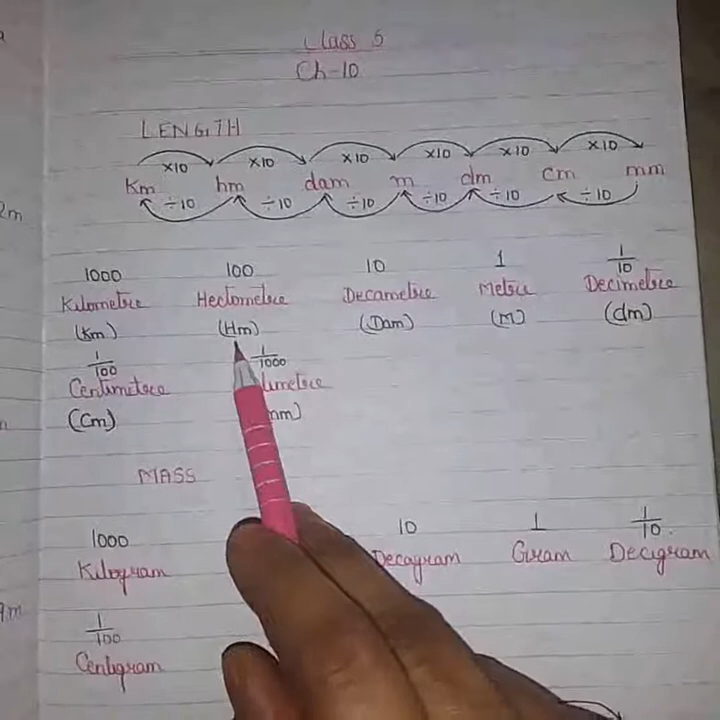 Class 5
Ch-10
LENGTH
×10 ×10 ×10 ×10 ×10 ×10
Km hm dam m dm cm mm
÷10 ÷10 ÷10 ÷10 ÷10 ÷10
1000 100 10 1 1/10
Kilometre Hectometre Decametre Metre Decimetre
(Km) (Hm) (Dam) (M) (dm)
1/100 1/1000
Centimetre limetre
(Cm) m)
MASS
1000 10 1 1/10
Kilogram Decagram Gram Decigram
1/100
Centigram
2m
9m